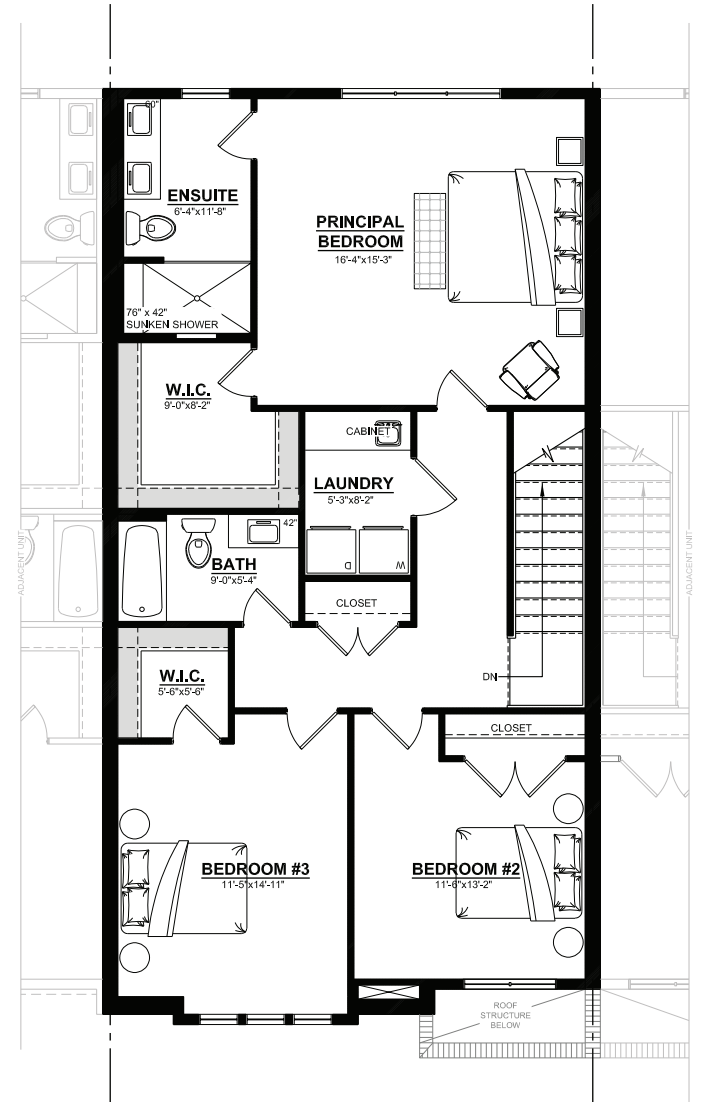 60"
ENSUITE
6'-4"x11'-8"
PRINCIPAL
BEDROOM
16'-4"x15'-3"
76" x 42"
SUNKEN SHOWER
W.I.C.
9'-0"x8'-2"
CABINET
LAUNDRY
5'-3"x8'-2"
D
W
42"
BATH
9'-0"x5'-4"
ADJACENT UNIT
ADJACENT UNIT
CLOSET
W.I.C.
5'-6"x5'-6"
DN
CLOSET
BEDROOM #3
11'-5"x14'-11"
BEDROOM #2
11'-6"x13'-2"
ROOF
STRUCTURE
BELOW